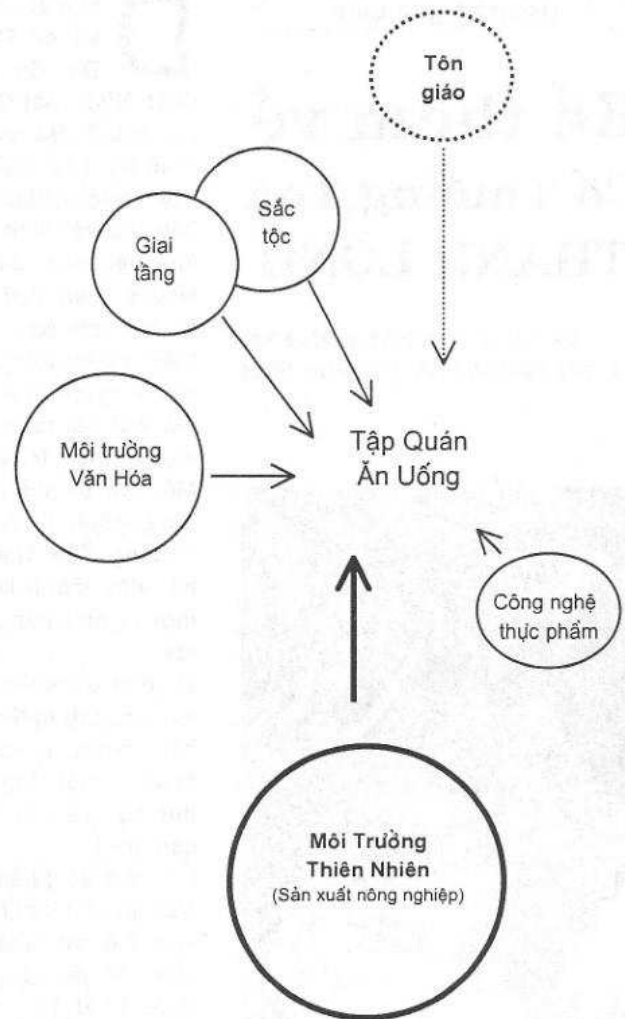 Tôn
giáo
Sắc
tộc
Giai
tầng
Môi trường
Văn Hóa
Tập Quán
Ăn Uống
Công nghệ
thực phẩm
Môi Trường
Thiên Nhiên
(Sản xuất nông nghiệp)